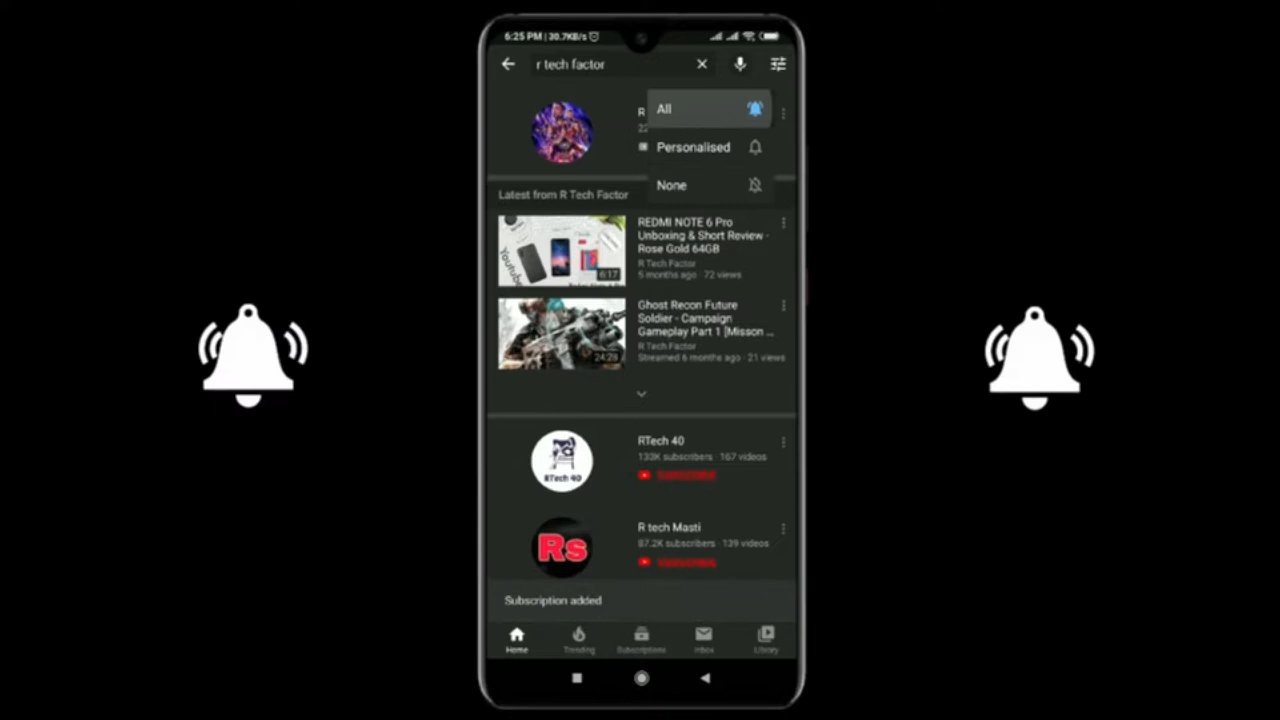 6:25 PM | 30.7KB/s
r tech factor
R
All
Personalised
None
Latest from R Tech Factor
REDMI NOTE 6 Pro
Unboxing & Short Review -
Rose Gold 64GB
R Tech Factor
5 months ago · 72 views
Youtube
6:17
Ghost Recon Future
Soldier - Campaign
Gameplay Part 1 [Misson ...
R Tech Factor
Streamed 6 months ago · 21 views
24:28
RTech 40
133K subscribers · 167 videos
RTech 40
SUBSCRIBE
R tech Masti
87.2K subscribers · 139 videos
Rs
SUBSCRIBE
Subscription added
Home
Trending
Subscriptions
Inbox
Library